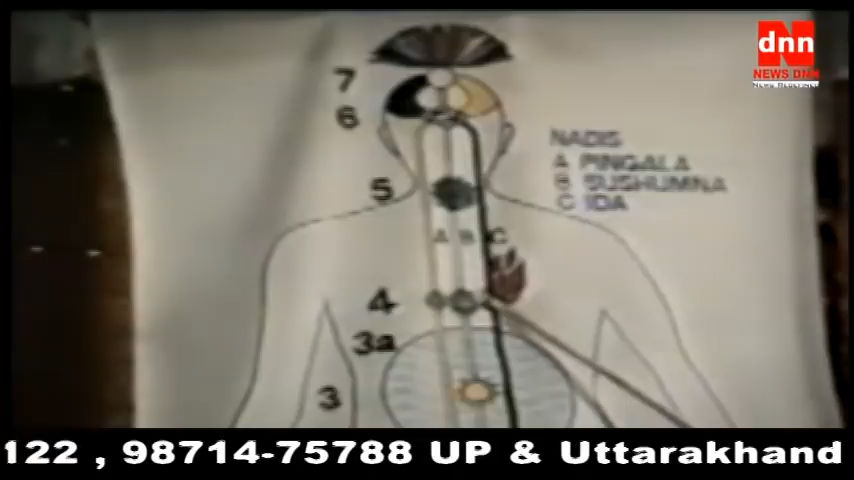 dnn
NEWS DNN
7
6
NADIS
A PINGALA
B SUSHUMNA
C IDA
5
A B C
4
3a
3
122 , 98714-75788 UP & Uttarakhand